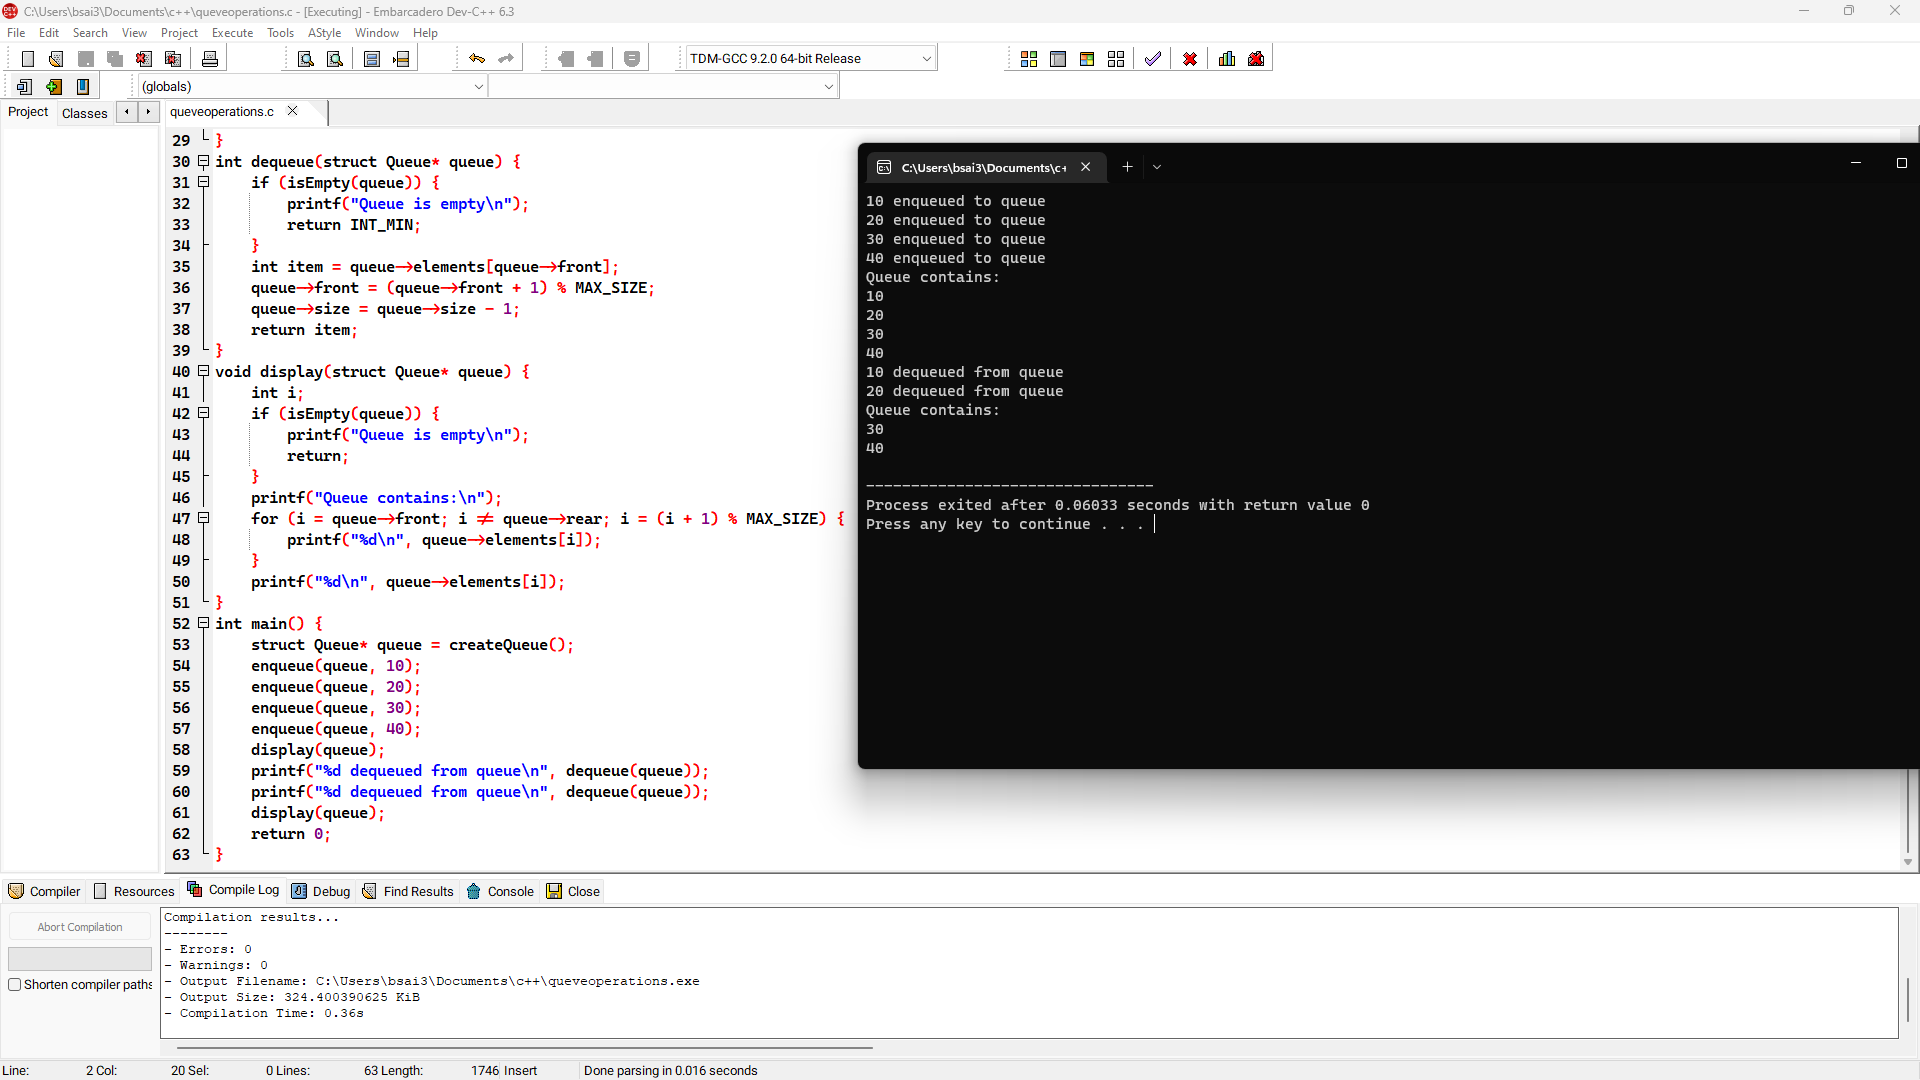 C:\Users\bsai3\Documents\c++\queveoperations.c - [Executing] - Embarcadero Dev-C++ 6.3
File Edit Search View Project Execute Tools AStyle Window Help
TDM-GCC 9.2.0 64-bit Release
(globals)
Project Classes queveoperations.c
29 }
30 int dequeue(struct Queue* queue) {
31 if (isEmpty(queue)) {
32 printf("Queue is empty\n");
33 return INT_MIN;
34 }
35 int item = queue->elements[queue->front];
36 queue->front = (queue->front + 1) % MAX_SIZE;
37 queue->size = queue->size - 1;
38 return item;
39 }
40 void display(struct Queue* queue) {
41 int i;
42 if (isEmpty(queue)) {
43 printf("Queue is empty\n");
44 return;
45 }
46 printf("Queue contains:\n");
47 for (i = queue->front; i != queue->rear; i = (i + 1) % MAX_SIZE) {
48 printf("%d\n", queue->elements[i]);
49 }
50 printf("%d\n", queue->elements[i]);
51 }
52 int main() {
53 struct Queue* queue = createQueue();
54 enqueue(queue, 10);
55 enqueue(queue, 20);
56 enqueue(queue, 30);
57 enqueue(queue, 40);
58 display(queue);
59 printf("%d dequeued from queue\n", dequeue(queue));
60 printf("%d dequeued from queue\n", dequeue(queue));
61 display(queue);
62 return 0;
63 }
C:\Users\bsai3\Documents\c+
10 enqueued to queue
20 enqueued to queue
30 enqueued to queue
40 enqueued to queue
Queue contains:
10
20
30
40
10 dequeued from queue
20 dequeued from queue
Queue contains:
30
40
--------------------------------
Process exited after 0.06033 seconds with return value 0
Press any key to continue . . .
Compiler Resources Compile Log Debug Find Results Console Close
Abort Compilation
Shorten compiler paths
Compilation results...
--------
- Errors: 0
- Warnings: 0
- Output Filename: C:\Users\bsai3\Documents\c++\queveoperations.exe
- Output Size: 324.400390625 KiB
- Compilation Time: 0.36s
Line: 2 Col: 20 Sel: 0 Lines: 63 Length: 1746 Insert Done parsing in 0.016 seconds